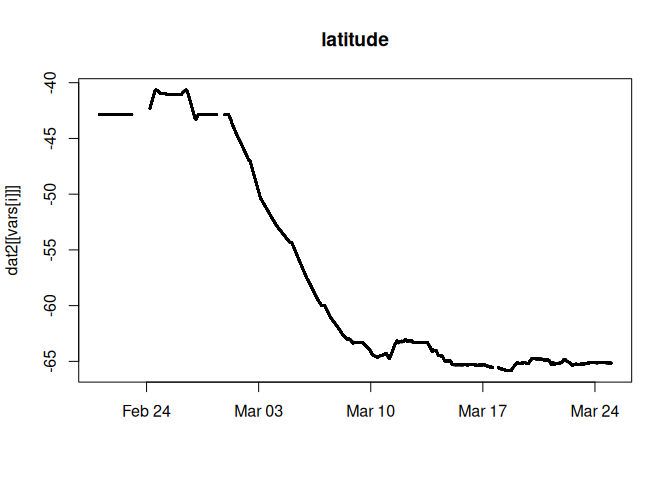 latitude
dat2[[vars[i]]]
-40
-45
-50
-55
-60
-65
Feb 24
Mar 03
Mar 10
Mar 17
Mar 24